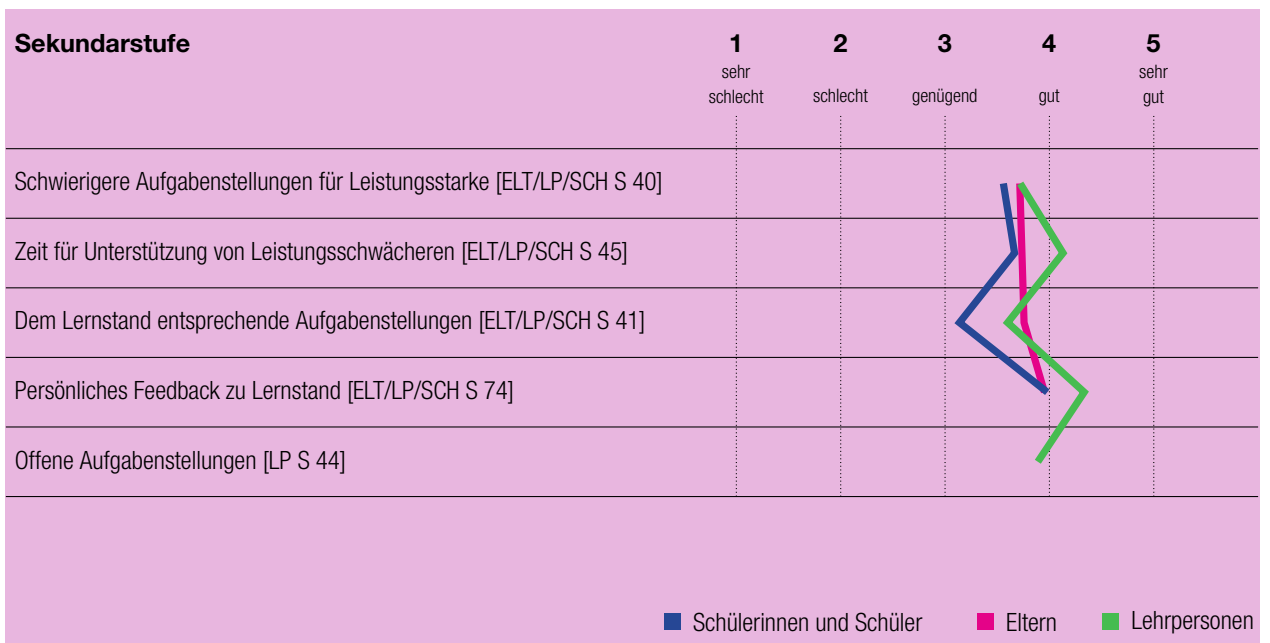 Sekundarstufe 1 2 3 4 5
sehr sehr
schlecht schlecht genügend gut gut
Schwierigere Aufgabenstellungen für Leistungsstarke [ELT/LP/SCH S 40]
Zeit für Unterstützung von Leistungsschwächeren [ELT/LP/SCH S 45]
Dem Lernstand entsprechende Aufgabenstellungen [ELT/LP/SCH S 41]
Persönliches Feedback zu Lernstand [ELT/LP/SCH S 74]
Offene Aufgabenstellungen [LP S 44]
Schülerinnen und Schüler Eltern Lehrpersonen